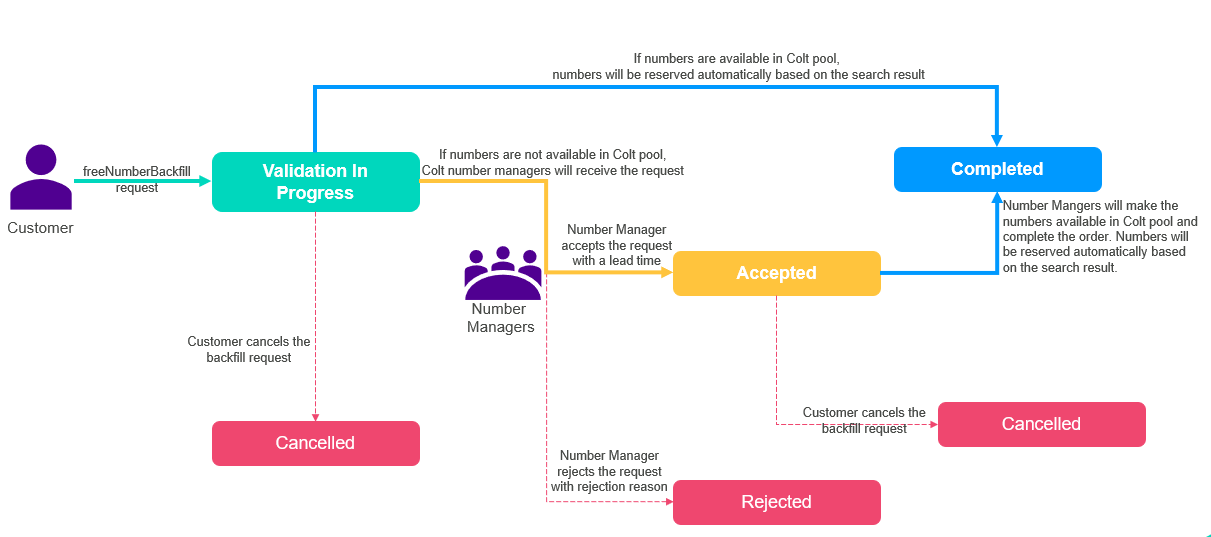 If numbers are available in Colt pool,
numbers will be reserved automatically based on the search result
freeNumberBackfill
request
Customer
Validation In
Progress
If numbers are not available in Colt pool,
Colt number managers will receive the request
Completed
Number Mangers will make the
numbers available in Colt pool and
complete the order. Numbers will
be reserved automatically based
on the search result.
Number Manager
accepts the request
with a lead time
Accepted
Number
Managers
Customer cancels the
backfill request
Cancelled
Customer cancels the
backfill request
Cancelled
Number Manager
rejects the request
with rejection reason
Rejected